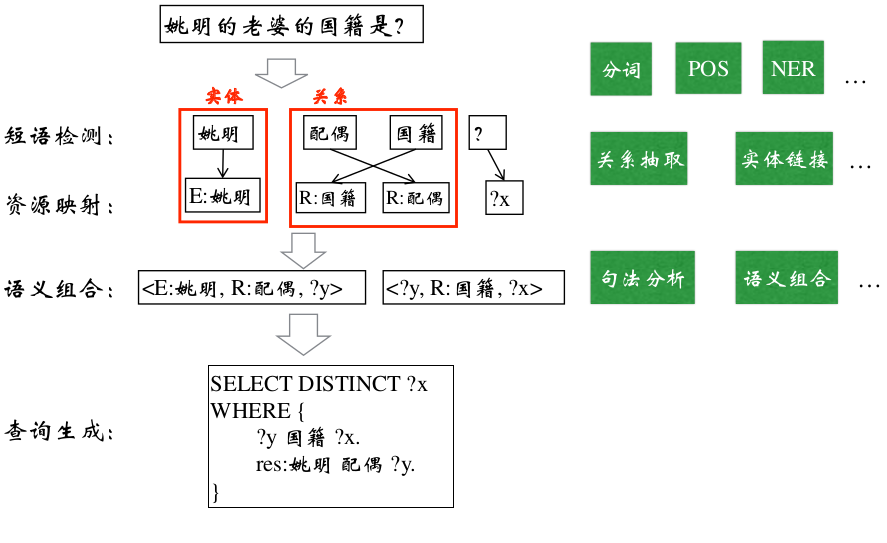 姚明的老婆的国籍是?
分词 POS NER …
实体 关系
短语检测: 姚明 配偶 国籍 ?
关系抽取 实体链接 …
资源映射: E:姚明 R:国籍 R:配偶 ?x
语义组合: <E:姚明, R:配偶, ?y> <?y, R:国籍, ?x>
句法分析 语义组合 …
查询生成:
SELECT DISTINCT ?x
WHERE {
?y 国籍 ?x.
res:姚明 配偶 ?y.
}